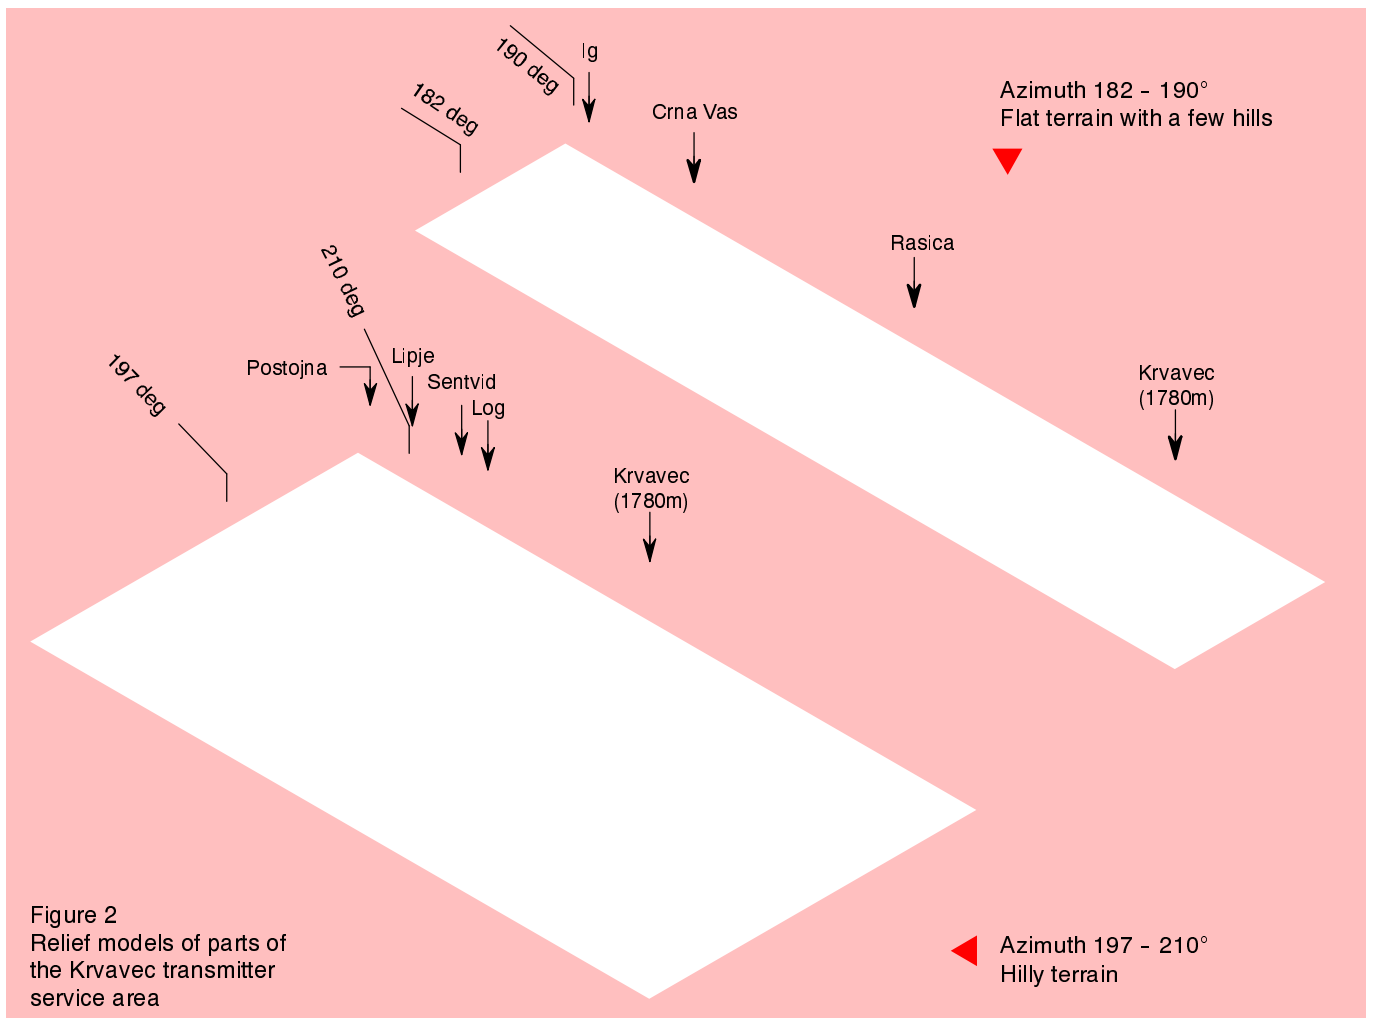 190 deg
Ig
182 deg
Crna Vas
Azimuth 182 - 190°
Flat terrain with a few hills
Rasica
210 deg
Krvavec
(1780m)
197 deg
Postojna
Lipje
Sentvid
Log
Krvavec
(1780m)
Figure 2
Relief models of parts of
the Krvavec transmitter
service area
Azimuth 197 - 210°
Hilly terrain